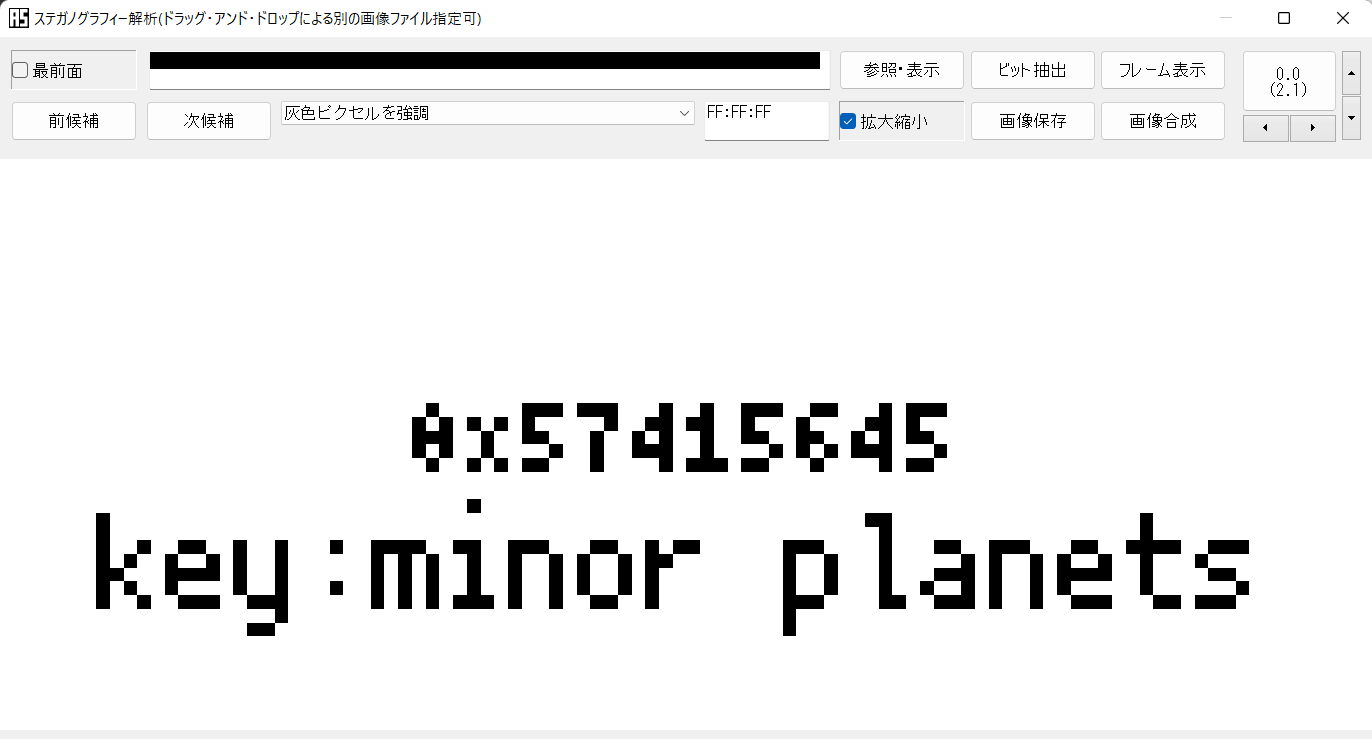 ステガノグラフィー解析(ドラッグ・アンド・ドロップによる別の画像ファイル指定可)
最前面
参照・表示
ビット抽出
フレーム表示
0.0
(2.1)
前候補
次候補
灰色ピクセルを強調
FF:FF:FF
拡大縮小
画像保存
画像合成
0x57415645
key:minor planets